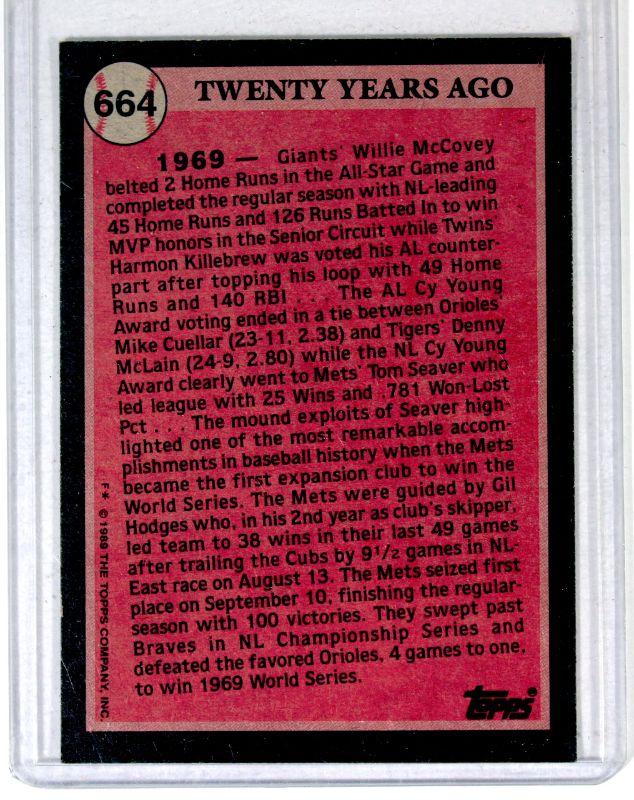 664
TWENTY YEARS AGO
1969 — Giants' Willie McCovey
belted 2 Home Runs in the All-Star Game and
completed the regular season with NL-leading
45 Home Runs and 126 Runs Batted In to win
MVP honors in the Senior Circuit while Twins'
Harmon Killebrew was voted his AL counter-
part after topping his loop with 49 Home
Runs and 140 RBI . . . The AL Cy Young
Award voting ended in a tie between Orioles'
Mike Cuellar (23-11, 2.38) and Tigers' Denny
McLain (24-9, 2.80) while the NL Cy Young
Award clearly went to Mets' Tom Seaver who
led league with 25 Wins and .781 Won-Lost
Pct . . . The mound exploits of Seaver high-
lighted one of the most remarkable accom-
plishments in baseball history when the Mets
became the first expansion club to win the
World Series. The Mets were guided by Gil
Hodges who, in his 2nd year as club's skipper,
led team to 38 wins in their last 49 games
after trailing the Cubs by 9 1/2 games in NL-
East race on August 13. The Mets seized first
place on September 10, finishing the regular-
season with 100 victories. They swept past
Braves in NL Championship Series and
defeated the favored Orioles, 4 games to one,
to win 1969 World Series.
F* © 1989 THE TOPPS COMPANY, INC.
topps®